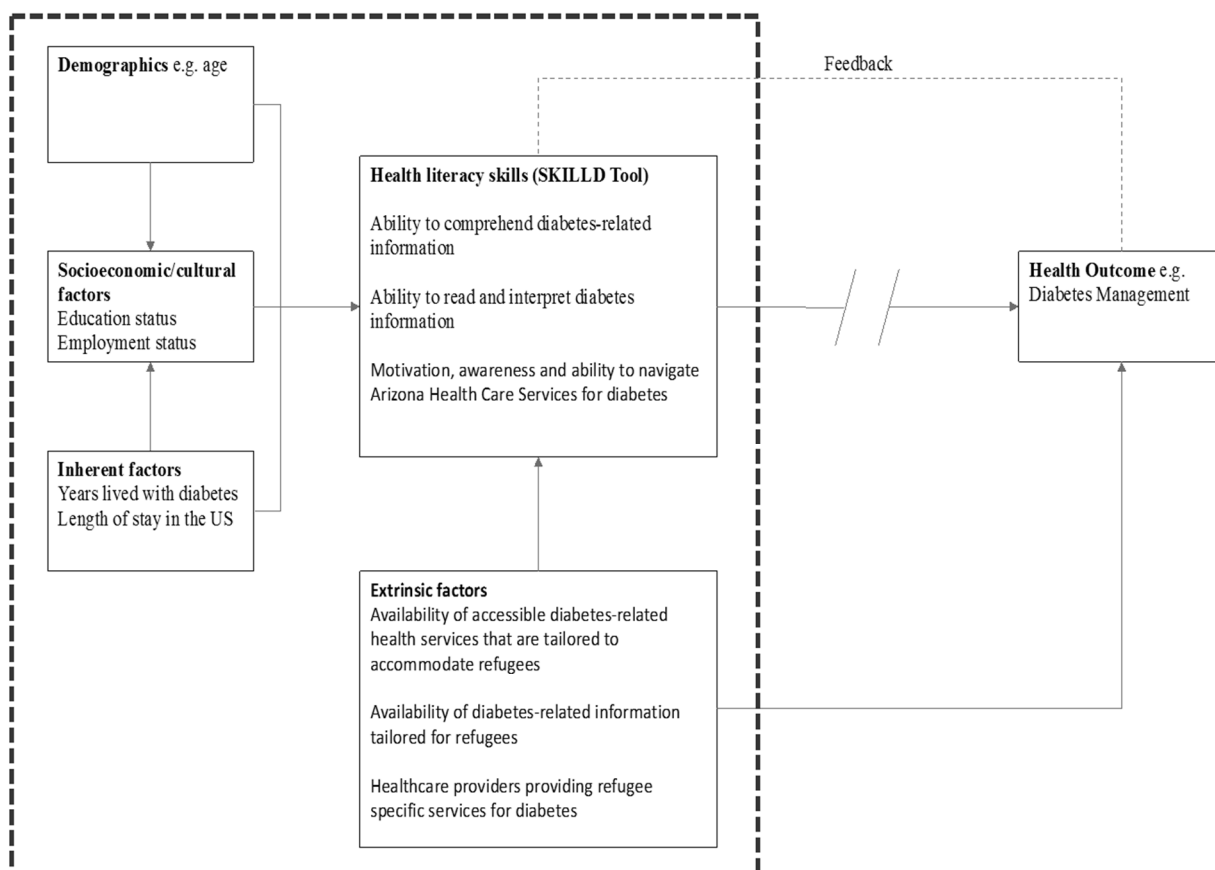 Demographics e.g. age
Feedback
Health literacy skills (SKILLD Tool)
Ability to comprehend diabetes-related
information
Ability to read and interpret diabetes
information
Motivation, awareness and ability to navigate
Arizona Health Care Services for diabetes
Socioeconomic/cultural
factors
Education status
Employment status
Health Outcome e.g.
Diabetes Management
Inherent factors
Years lived with diabetes
Length of stay in the US
Extrinsic factors
Availability of accessible diabetes-related
health services that are tailored to
accommodate refugees
Availability of diabetes-related information
tailored for refugees
Healthcare providers providing refugee
specific services for diabetes